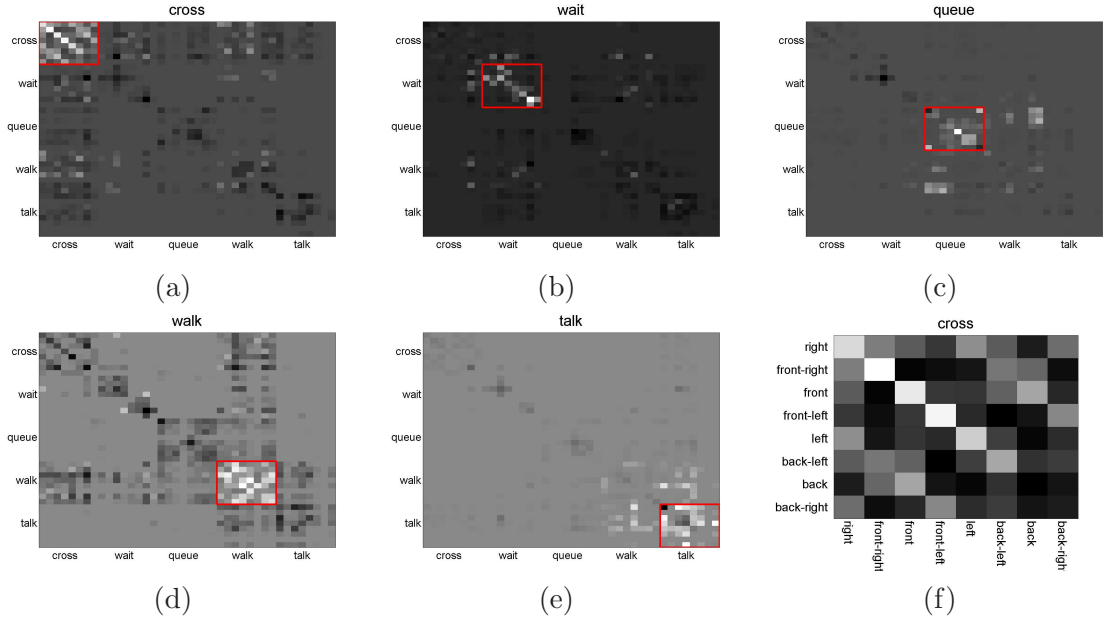 cross
cross
wait
queue
walk
talk
cross wait queue walk talk
(a)
wait
cross
wait
queue
walk
talk
cross wait queue walk talk
(b)
queue
cross
wait
queue
walk
talk
cross wait queue walk talk
(c)
walk
cross
wait
queue
walk
talk
cross wait queue walk talk
(d)
talk
cross
wait
queue
walk
talk
cross wait queue walk talk
(e)
cross
right
front-right
front
front-left
left
back-left
back
back-right
right
front-right
front
front-left
left
back-left
back
back-righ
(f)